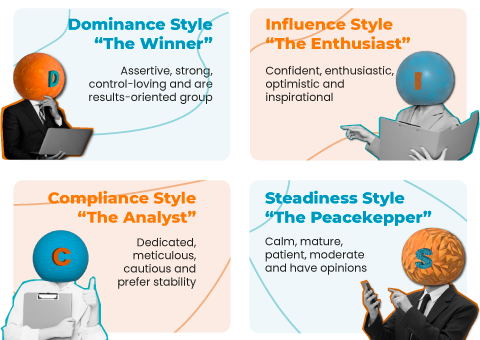 Dominance Style
“The Winner”
Assertive, strong,
control-loving and are
results-oriented group
D
Influence Style
“The Enthusiast”
Confident, enthusiastic,
optimistic and
inspirational
I
Compliance Style
“The Analyst”
Dedicated,
meticulous,
cautious and
prefer stability
C
Steadiness Style
“The Peacekepper”
Calm, mature,
patient, moderate
and have opinions
S